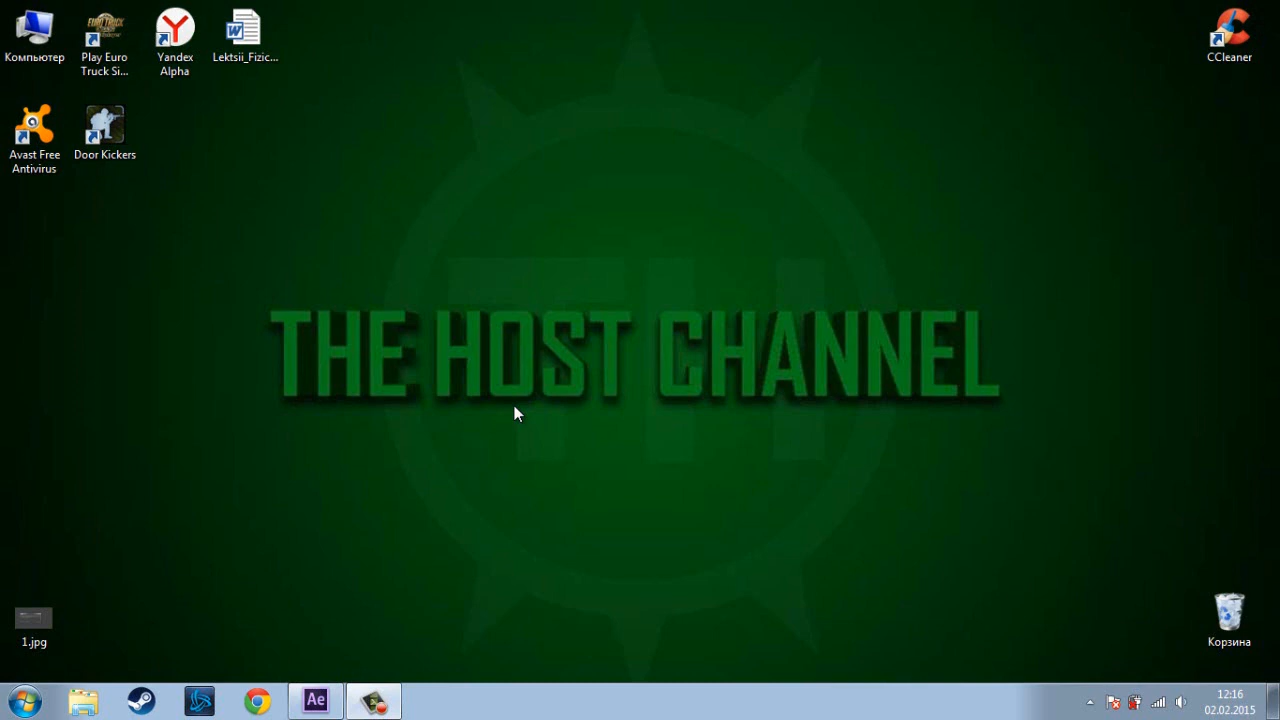 Компьютер
Play Euro
Truck Si...
Yandex
Alpha
Lektsii_Fizic...
CCleaner
Avast Free
Antivirus
Door Kickers
TH
THE HOST CHANNEL
1.jpg
Корзина
Ae
12:16
02.02.2015